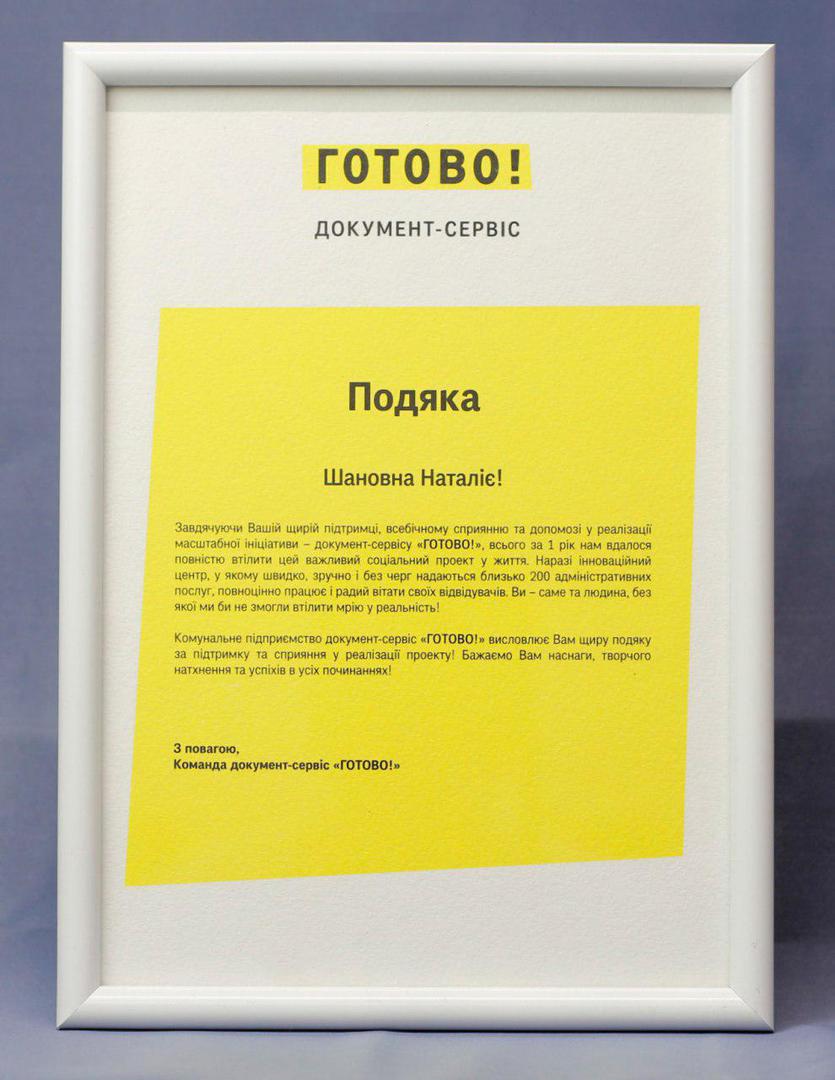 ГОТОВО!
ДОКУМЕНТ-СЕРВІС
Подяка
Шановна Наталіє!
Завдячуючи Вашій щирій підтримці, всебічному сприянню та допомозі у реалізації
масштабної ініціативи – документ-сервісу «ГОТОВО!», всього за 1 рік нам вдалося
повністю втілити цей важливий соціальний проект у життя. Наразі інноваційний
центр, у якому швидко, зручно і без черг надаються близько 200 адміністративних
послуг, повноцінно працює і радий вітати своїх відвідувачів. Ви – саме та людина, без
якої ми би не змогли втілити мрію у реальність!
Комунальне підприємство документ-сервіс «ГОТОВО!» висловлює Вам щиру подяку
за підтримку та сприяння у реалізації проекту! Бажаємо Вам наснаги, творчого
натхнення та успіхів в усіх починаннях!
З повагою,
Команда документ-сервіс «ГОТОВО!»